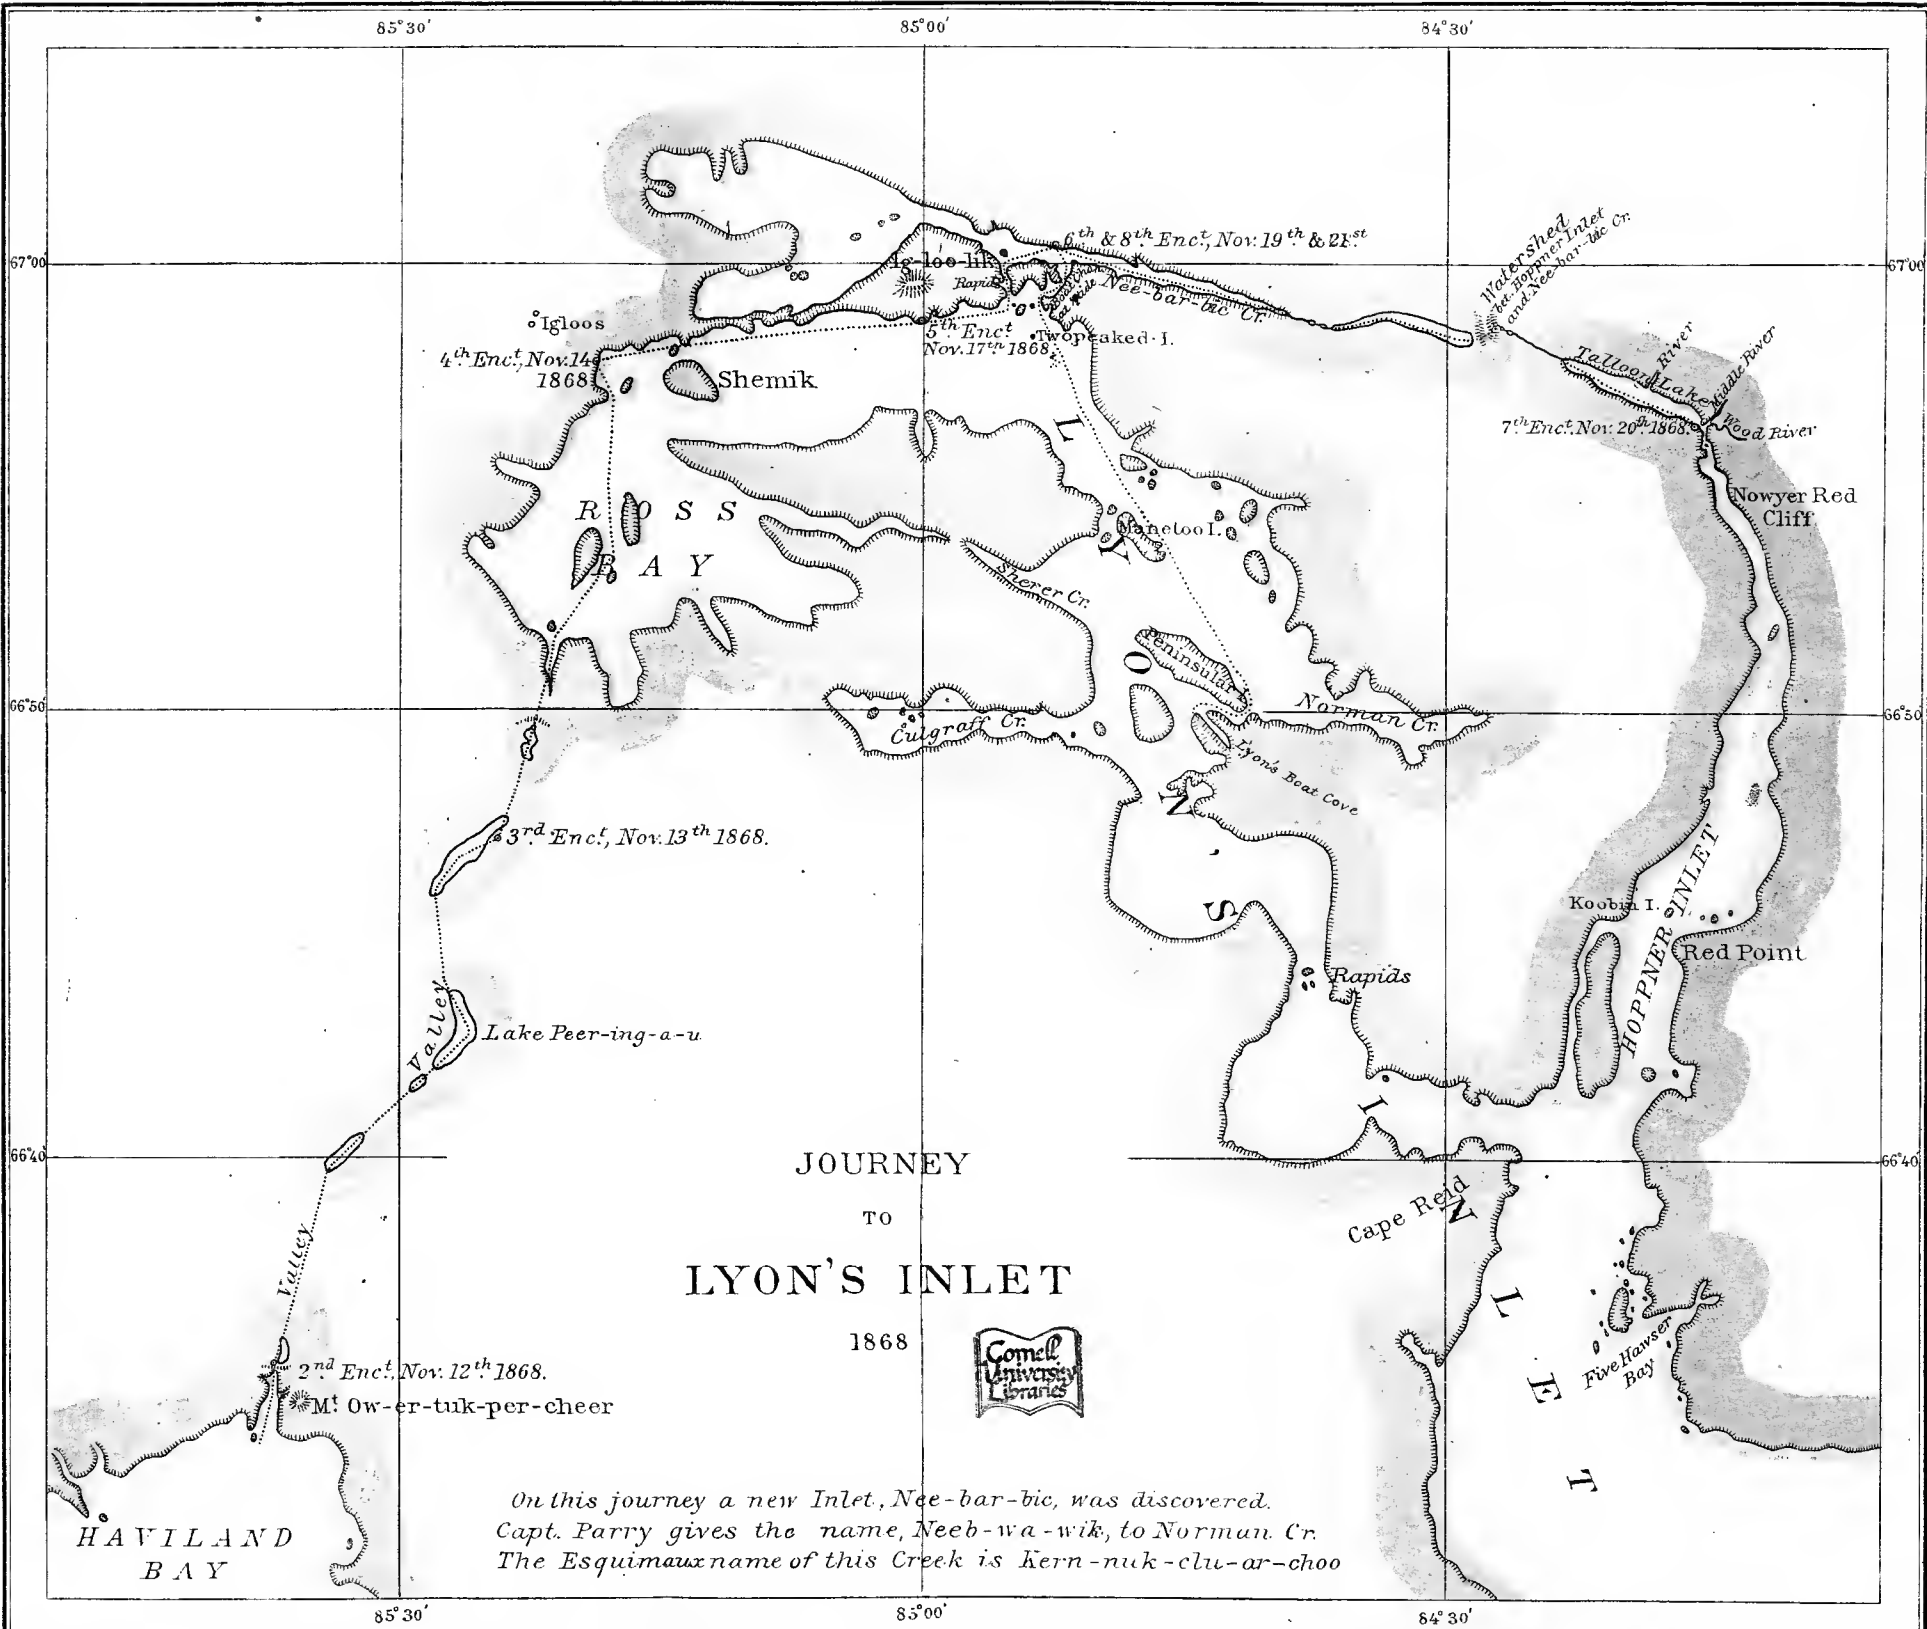 85°30'
85°00'
84°30'
67°00'
67°00'
66°50'
66°50'
66°40'
66°40'
85°30'
85°00'
84°30'
Watershed
bet. Hoppner Inlet
and Nee-bar-bic Cr.
6th & 8th Enct, Nov. 19th & 21st
Ig-loo-lik
Rapids
Nee-bar-bic Cr.
Igloos
5th Enct
Nov. 17th 1868
Twopeaked I.
4th Enct, Nov. 14
1868
Shemik
Talloon Lake
River
Middle River
Wood River
7th Enct, Nov. 20th 1868.
Nowyer Red
Cliff
ROSS
BAY
Manetoo I.
Sherer Cr.
Peninsular I.
Norman Cr.
Culgraff Cr.
Lyon's Boat Cove
3rd Enct, Nov. 13th 1868.
LYON'S INLET
Koobin I.
HOPPNER INLET
Red Point
Rapids
Valley
Lake Peer-ing-a-u
Cape Reid
Valley
Five Hawser
Bay
2nd Enct, Nov. 12th 1868.
Mt Ow-er-tuk-per-cheer
HAVILAND
BAY
JOURNEY
TO
LYON'S INLET
1868
Cornell
University
Libraries
On this journey a new Inlet, Nee-bar-bic, was discovered.
Capt. Parry gives the name, Neeb-wa-wik, to Norman Cr.
The Esquimaux name of this Creek is Kern-nuk-clu-ar-choo